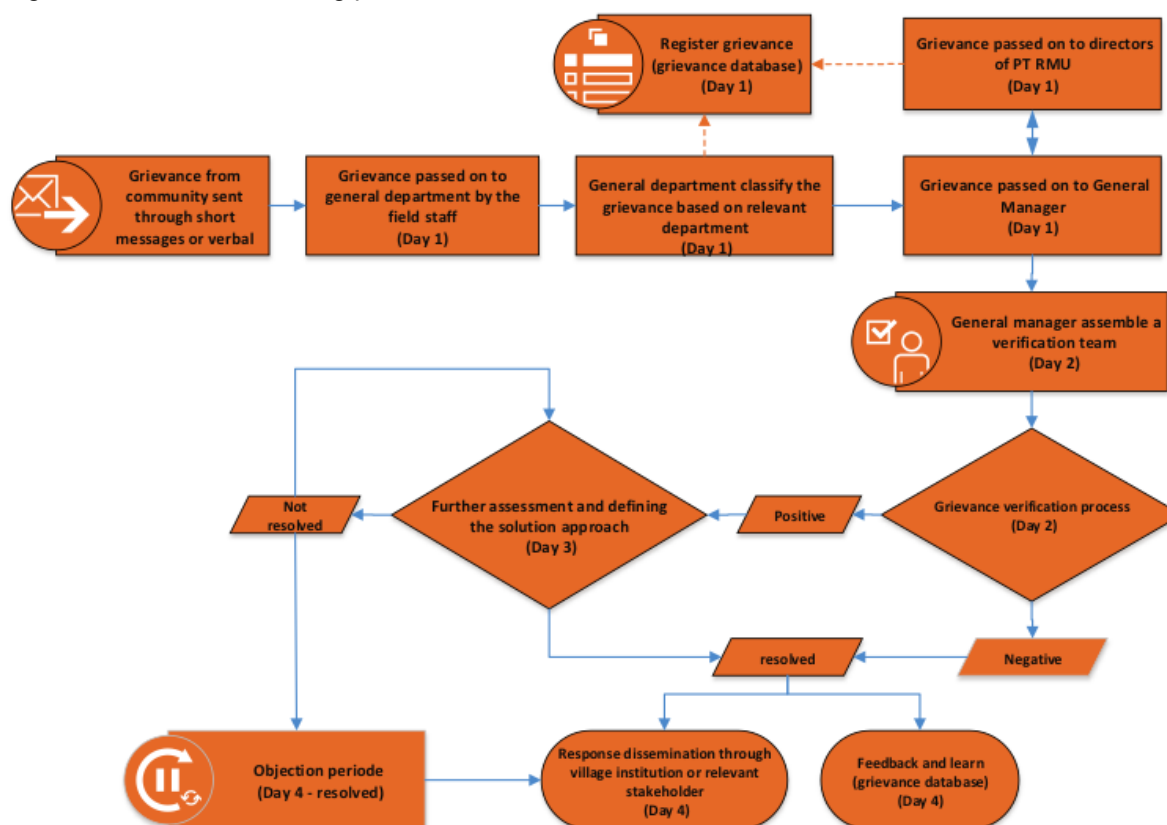 Register grievance
(grievance database)
(Day 1)
Grievance passed on to directors
of PT RMU
(Day 1)
Grievance from
community sent
through short
messages or verbal
Grievance passed on to
general department by the
field staff
(Day 1)
General department classify the
grievance based on relevant
department
(Day 1)
Grievance passed on to General
Manager
(Day 1)
General manager assemble a
verification team
(Day 2)
Not
resolved
Further assessment and defining
the solution approach
(Day 3)
Positive
Grievance verification process
(Day 2)
resolved
Negative
Objection periode
(Day 4 - resolved)
Response dissemination through
village institution or relevant
stakeholder
(Day 4)
Feedback and learn
(grievance database)
(Day 4)